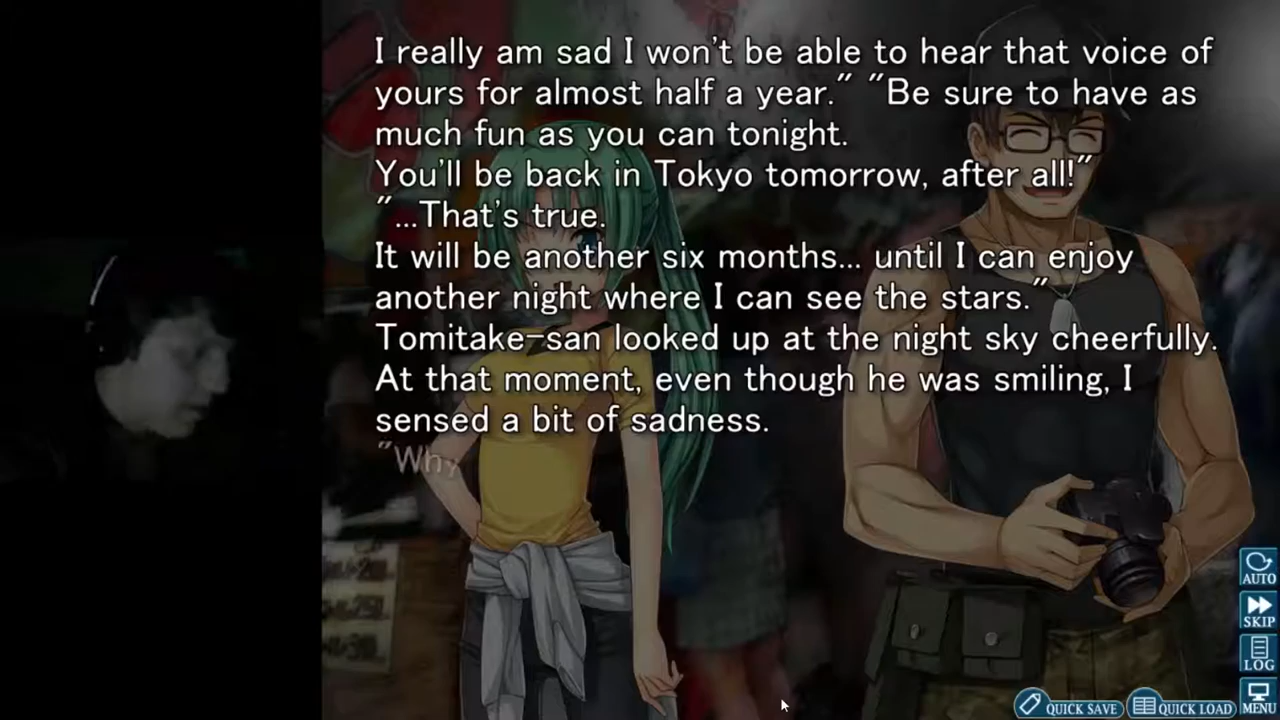 I really am sad I won't be able to hear that voice of
yours for almost half a year." "Be sure to have as
much fun as you can tonight.
You'll be back in Tokyo tomorrow, after all!"
"...That's true.
It will be another six months... until I can enjoy
another night where I can see the stars."
Tomitake-san looked up at the night sky cheerfully.
At that moment, even though he was smiling, I
sensed a bit of sadness.
"Why
AUTO
SKIP
LOG
MENU
QUICK SAVE
QUICK LOAD